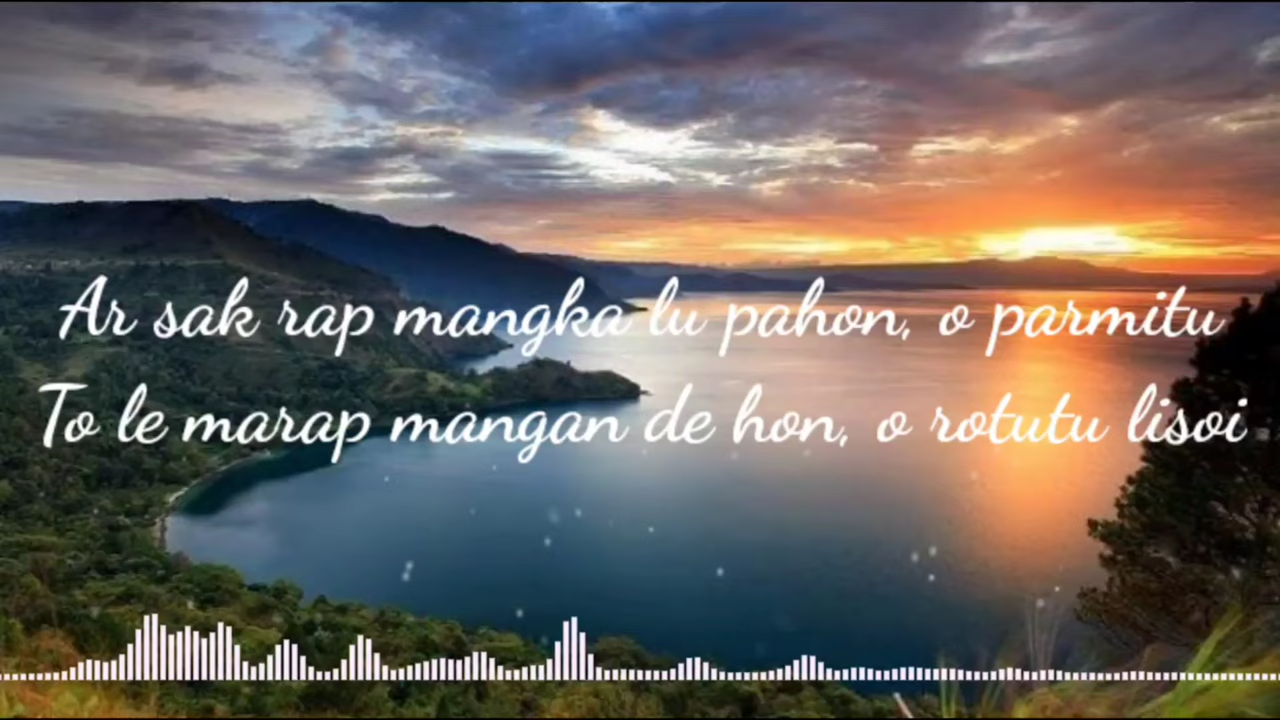 Ar sak rap mangka lu pahon, o parmitu
To le marap mangan de hon, o rotutu lisoi